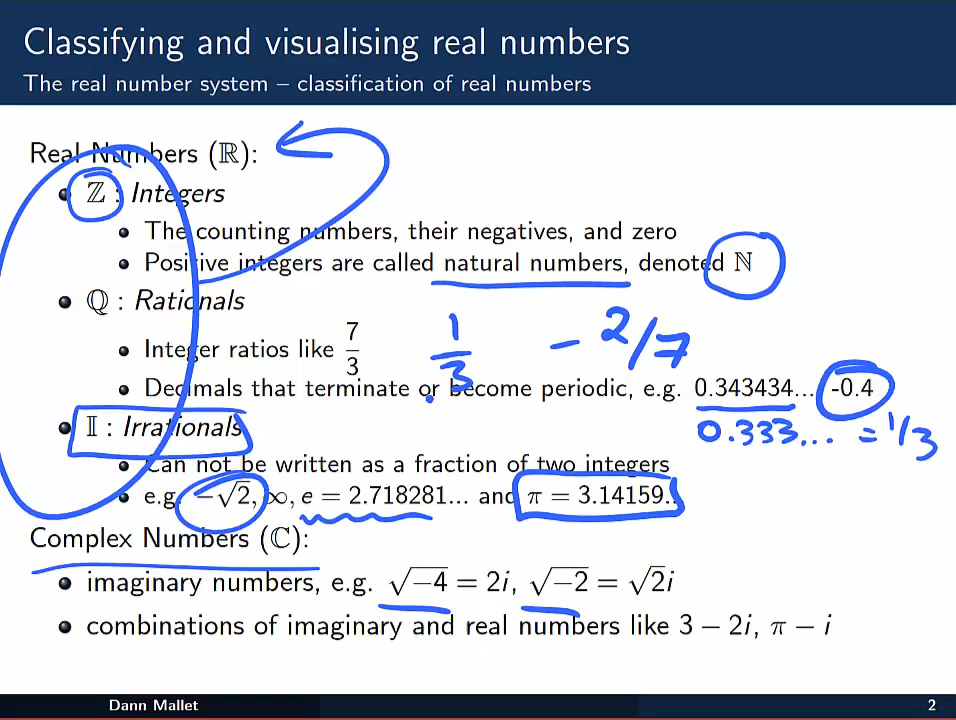 Classifying and visualising real numbers
The real number system – classification of real numbers
Real Numbers (ℝ):
ℤ : Integers
The counting numbers, their negatives, and zero
Positive integers are called natural numbers, denoted ℕ
ℚ : Rationals
Integer ratios like 7/3
1/3 - 2/7
Decimals that terminate or become periodic, e.g. 0.343434... -0.4
0.333... = 1/3
𝕀 : Irrationals
Can not be written as a fraction of two integers
e.g. −√2, ∞, e = 2.718281... and π = 3.14159..
Complex Numbers (ℂ):
imaginary numbers, e.g. √−4 = 2i, √−2 = √2i
combinations of imaginary and real numbers like 3 − 2i, π − i
Dann Mallet 2